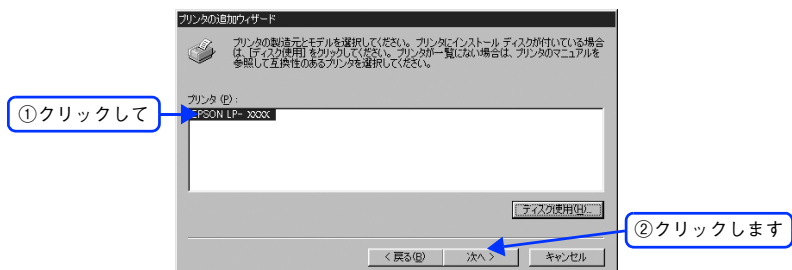 プリンタの追加ウィザード
プリンタの製造元とモデルを選択してください。プリンタにインストール ディスクが付いている場合
は、[ディスク使用] をクリックしてください。プリンタが一覧にない場合は、プリンタのマニュアルを
参照して互換性のあるプリンタを選択してください。
プリンタ (P) :
①クリックして
EPSON LP- XXXX
ディスク使用(H)...
②クリックします
< 戻る(B)
次へ >
キャンセル